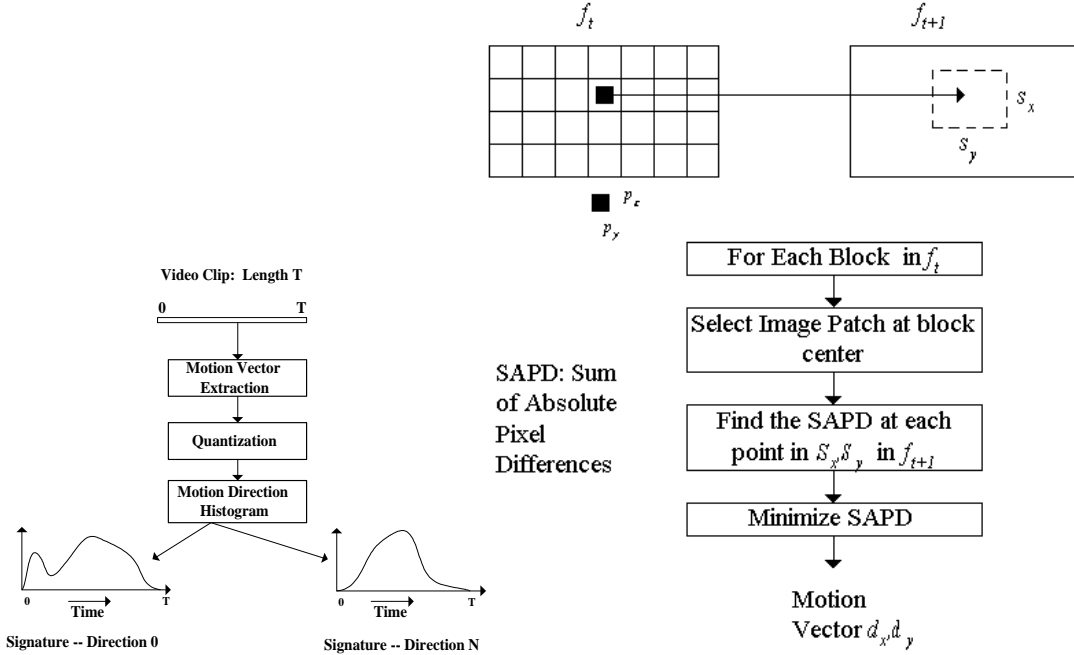 f_t
f_{t+1}
S_x
S_y
p_x
p_y
For Each Block in f_t
Select Image Patch at block
center
SAPD: Sum
of Absolute
Pixel
Differences
Find the SAPD at each
point in S_x,S_y in f_{t+1}
Minimize SAPD
Motion
Vector d_x,d_y
Video Clip: Length T
0 T
Motion Vector
Extraction
Quantization
Motion Direction
Histogram
0 T
Time
Signature -- Direction 0
0 T
Time
Signature -- Direction N